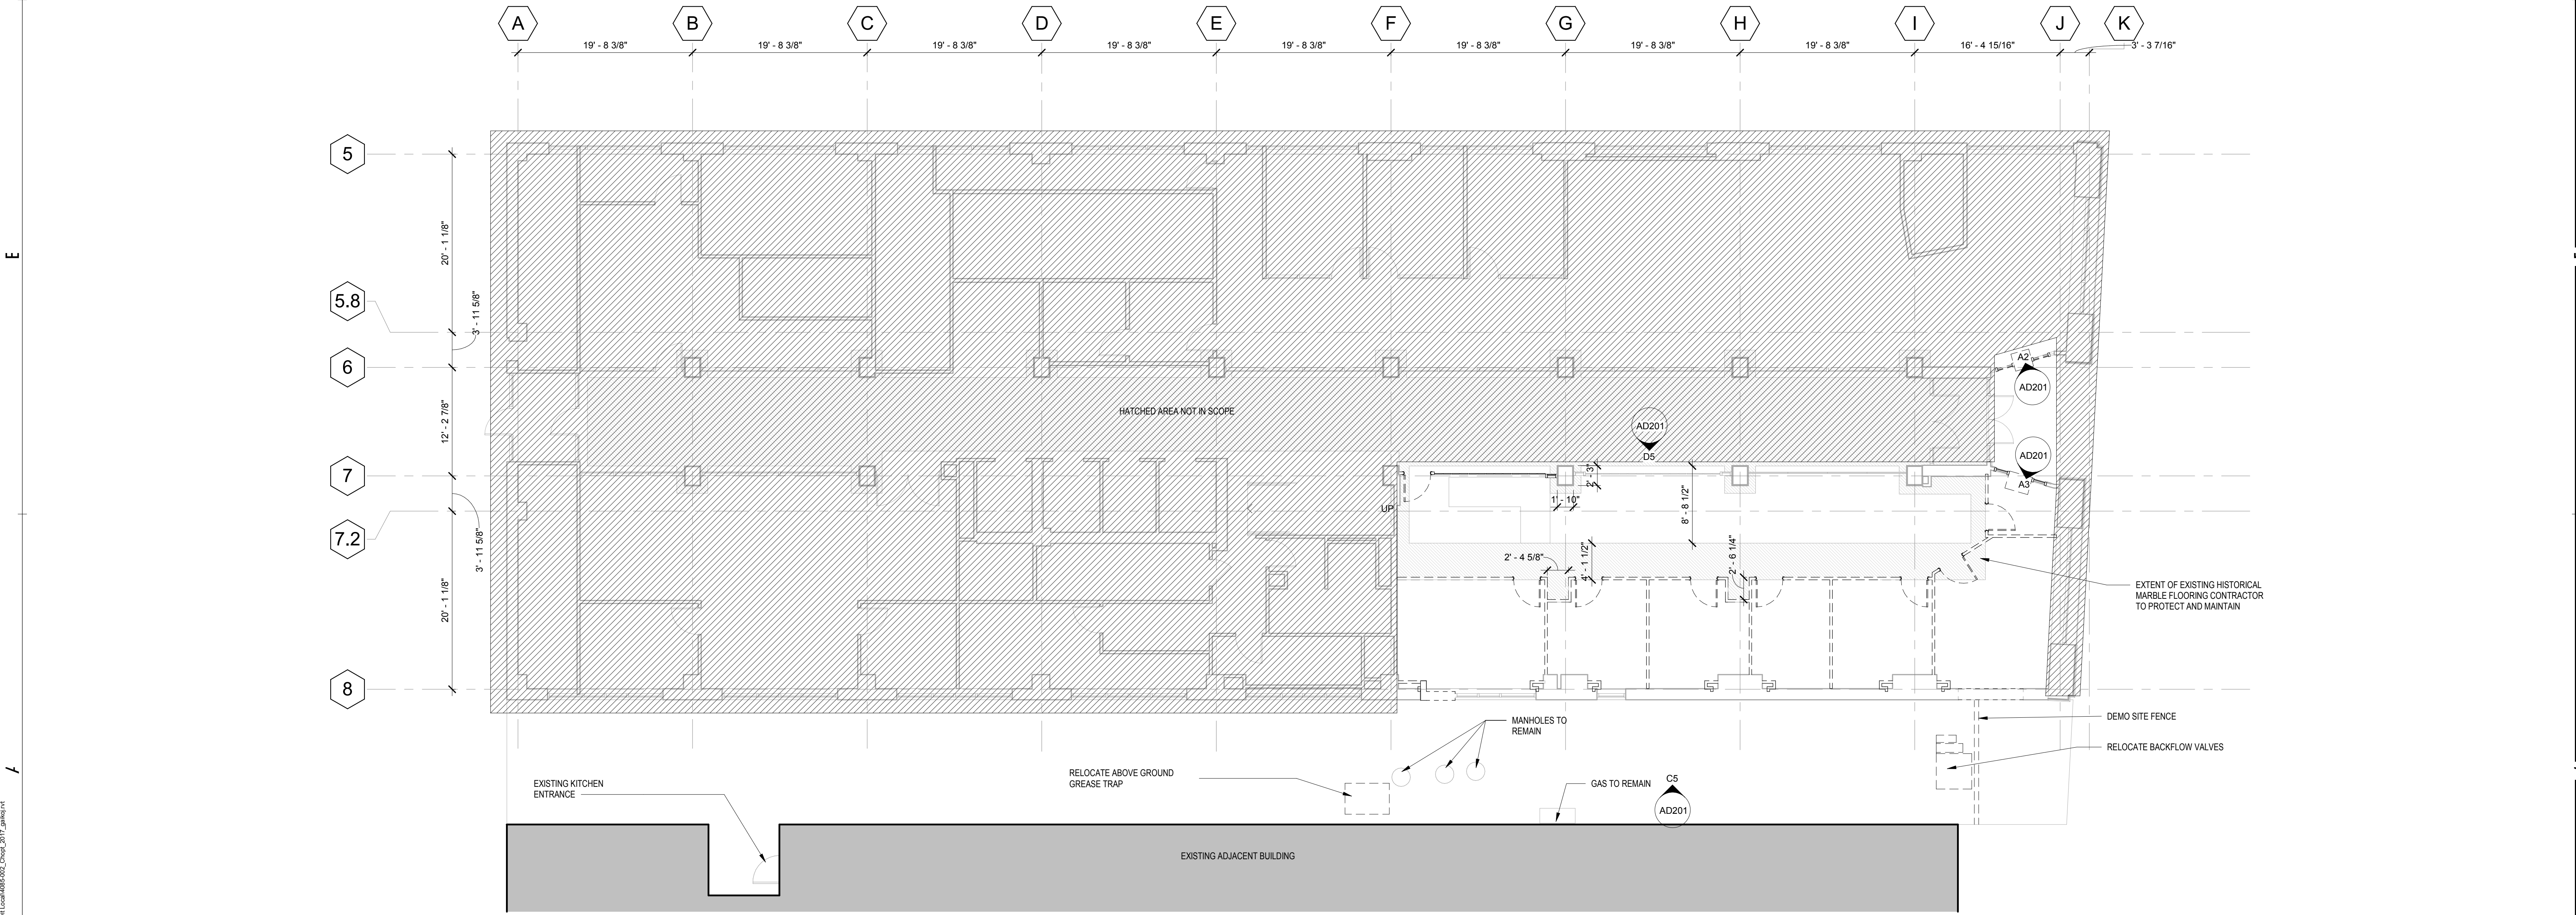 A B C D E F G H I J K
19' - 8 3/8" 19' - 8 3/8" 19' - 8 3/8" 19' - 8 3/8" 19' - 8 3/8" 19' - 8 3/8" 19' - 8 3/8" 19' - 8 3/8" 16' - 4 15/16" 3' - 3 7/16"
5
20' - 1 1/8"
E
5.8
3' - 11 5/8"
6
A2
AD201
12' - 2 7/8"
HATCHED AREA NOT IN SCOPE
AD201
D5
AD201
A3
7
2' - 3"
1' - 10"
8' - 8 1/2"
UP
7.2
3' - 11 5/8"
2' - 4 5/8"
4' - 1 1/2"
2' - 6 1/4"
20' - 1 1/8"
EXTENT OF EXISTING HISTORICAL
MARBLE FLOORING CONTRACTOR
TO PROTECT AND MAINTAIN
8
MANHOLES TO
REMAIN
DEMO SITE FENCE
RELOCATE BACKFLOW VALVES
A
RELOCATE ABOVE GROUND
GREASE TRAP
EXISTING KITCHEN
ENTRANCE
GAS TO REMAIN
C5
AD201
EXISTING ADJACENT BUILDING